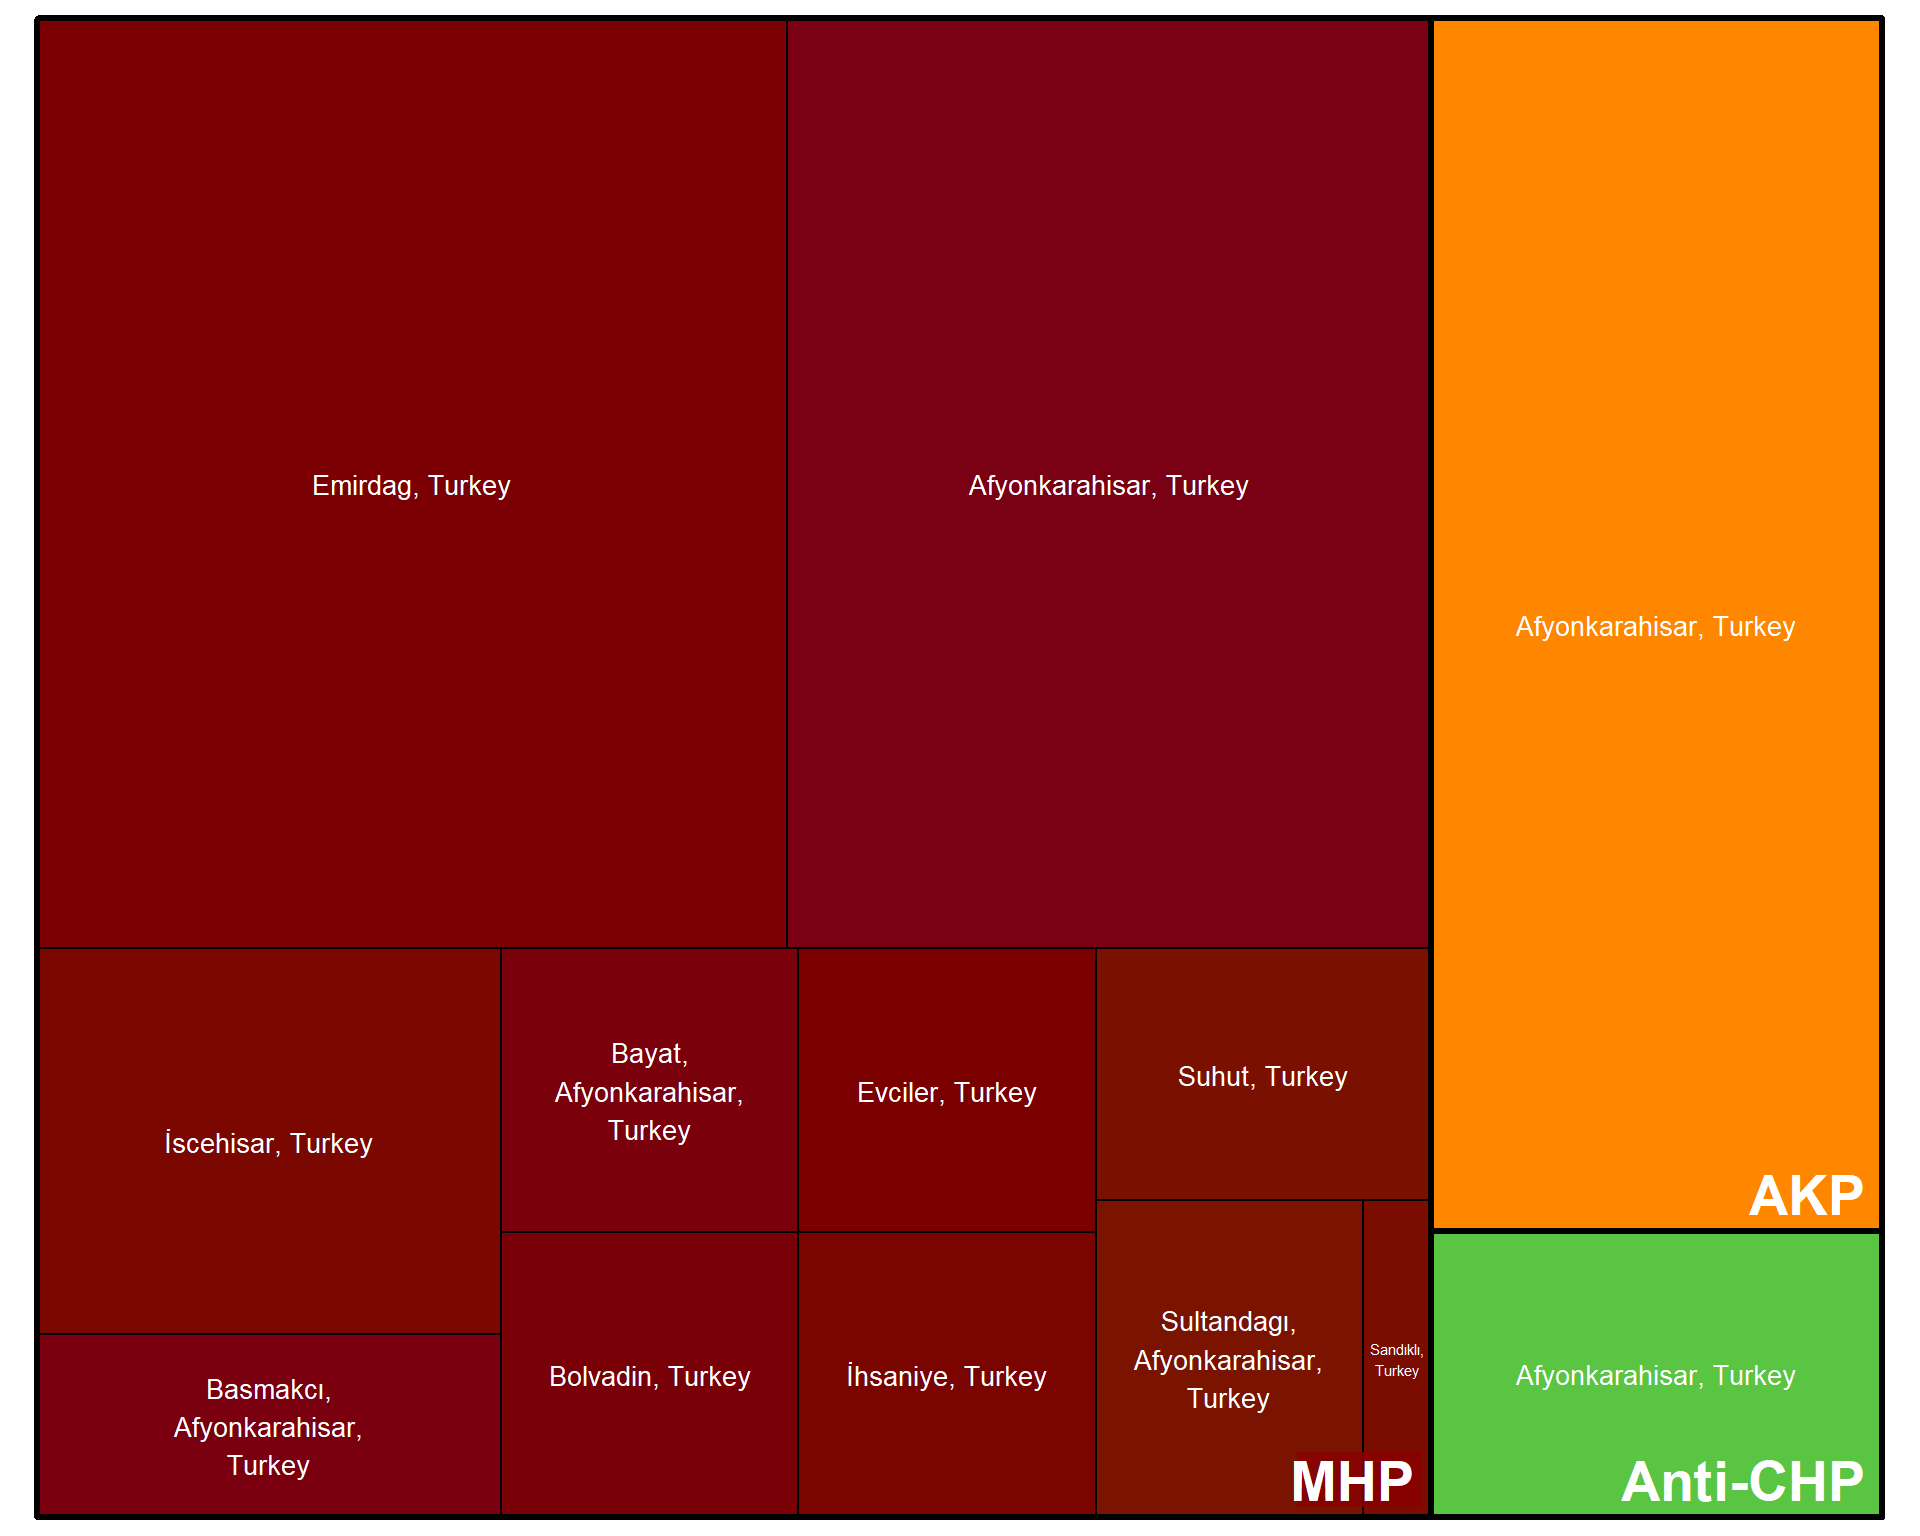 Emirdag, Turkey
Afyonkarahisar, Turkey
Afyonkarahisar, Turkey
AKP
İscehisar, Turkey
Bayat,
Afyonkarahisar,
Turkey
Evciler, Turkey
Suhut, Turkey
Basmakcı,
Afyonkarahisar,
Turkey
Bolvadin, Turkey
İhsaniye, Turkey
Sultandagı,
Afyonkarahisar,
Turkey
Sandıklı,
Turkey
MHP
Afyonkarahisar, Turkey
Anti-CHP